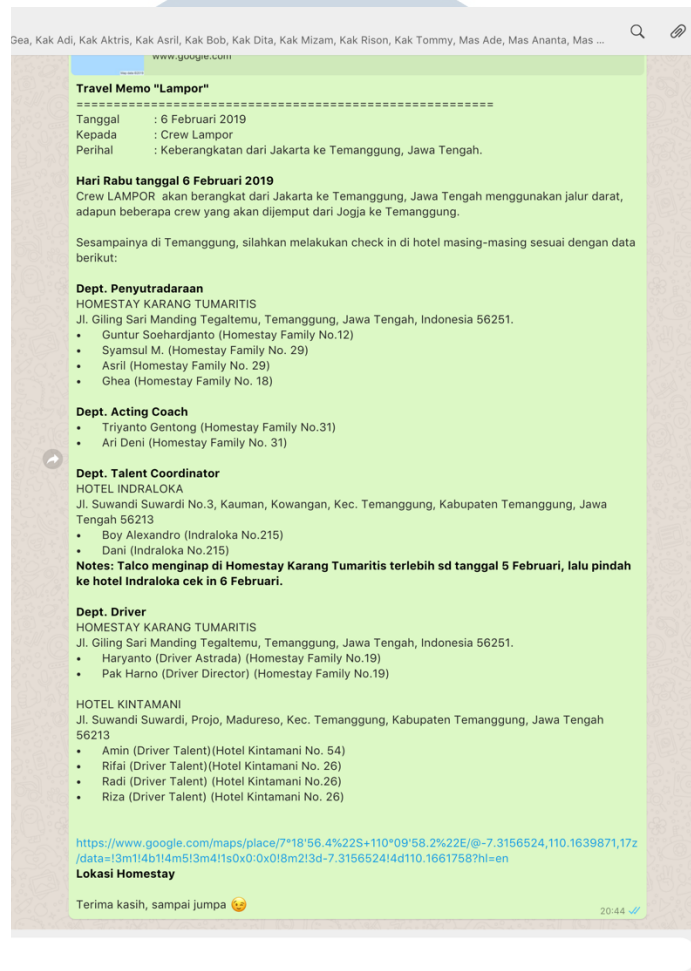 Gea, Kak Adi, Kak Aktris, Kak Asril, Kak Bob, Kak Dita, Kak Mizam, Kak Rison, Kak Tommy, Mas Ade, Mas Ananta, Mas ...
www.google.com
Travel Memo "Lampor"
========================================================
Tanggal : 6 Februari 2019
Kepada : Crew Lampor
Perihal : Keberangkatan dari Jakarta ke Temanggung, Jawa Tengah.
Hari Rabu tanggal 6 Februari 2019
Crew LAMPOR akan berangkat dari Jakarta ke Temanggung, Jawa Tengah menggunakan jalur darat,
adapun beberapa crew yang akan dijemput dari Jogja ke Temanggung.
Sesampainya di Temanggung, silahkan melakukan check in di hotel masing-masing sesuai dengan data
berikut:
Dept. Penyutradaraan
HOMESTAY KARANG TUMARITIS
Jl. Giling Sari Manding Tegaltemu, Temanggung, Jawa Tengah, Indonesia 56251.
• Guntur Soehardjanto (Homestay Family No.12)
• Syamsul M. (Homestay Family No. 29)
• Asril (Homestay Family No. 29)
• Ghea (Homestay Family No. 18)
Dept. Acting Coach
• Triyanto Gentong (Homestay Family No.31)
• Ari Deni (Homestay Family No. 31)
Dept. Talent Coordinator
HOTEL INDRALOKA
Jl. Suwandi Suwardi No.3, Kauman, Kowangan, Kec. Temanggung, Kabupaten Temanggung, Jawa
Tengah 56213
• Boy Alexandro (Indraloka No.215)
• Dani (Indraloka No.215)
Notes: Talco menginap di Homestay Karang Tumaritis terlebih sd tanggal 5 Februari, lalu pindah
ke hotel Indraloka cek in 6 Februari.
Dept. Driver
HOMESTAY KARANG TUMARITIS
Jl. Giling Sari Manding Tegaltemu, Temanggung, Jawa Tengah, Indonesia 56251.
• Haryanto (Driver Astrada) (Homestay Family No.19)
• Pak Harno (Driver Director) (Homestay Family No.19)
HOTEL KINTAMANI
Jl. Suwandi Suwardi, Projo, Madureso, Kec. Temanggung, Kabupaten Temanggung, Jawa Tengah
56213
• Amin (Driver Talent)(Hotel Kintamani No. 54)
• Rifai (Driver Talent)(Hotel Kintamani No. 26)
• Radi (Driver Talent) (Hotel Kintamani No.26)
• Riza (Driver Talent) (Hotel Kintamani No. 26)
https://www.google.com/maps/place/7°18'56.4%22S+110°09'58.2%22E/@-7.3156524,110.1639871,17z
/data=!3m1!4b1!4m5!3m4!1s0x0:0x0!8m2!3d-7.3156524!4d110.1661758?hl=en
Lokasi Homestay
Terima kasih, sampai jumpa 😉
20:44